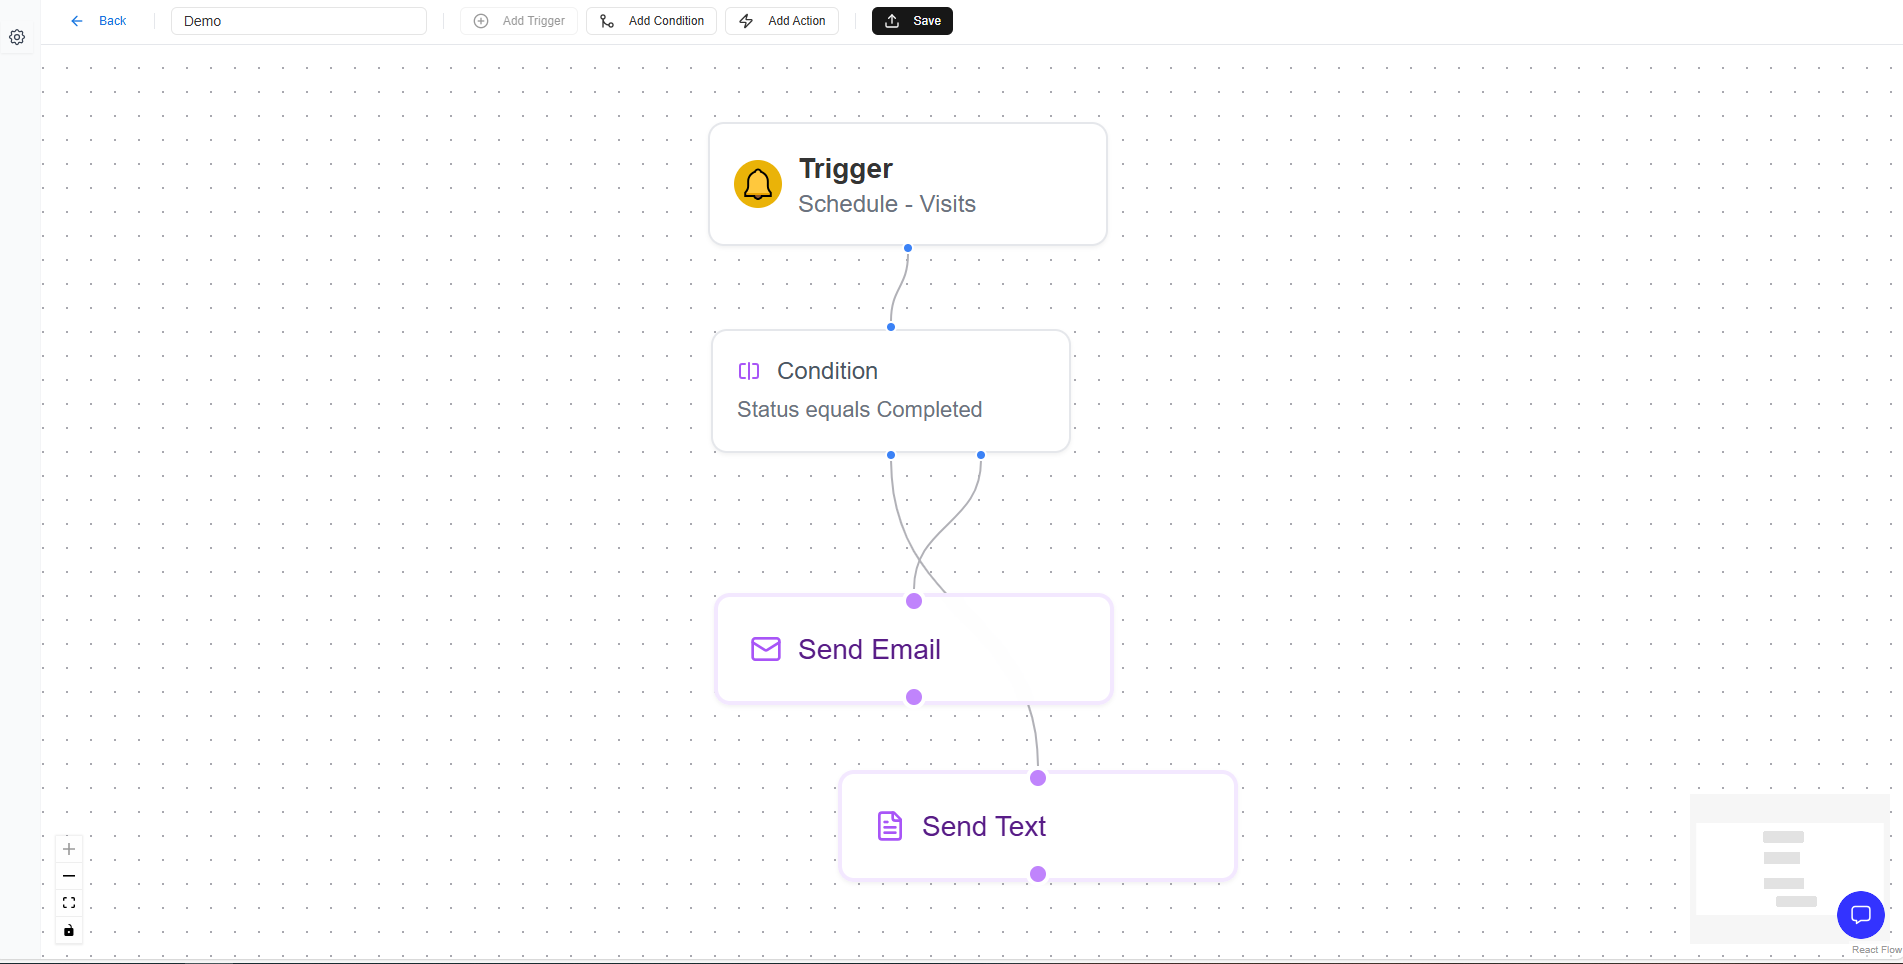 Back
Demo
Add Trigger
Add Condition
Add Action
Save
Trigger
Schedule - Visits
Condition
Status equals Completed
Send Email
Send Text
React Flow